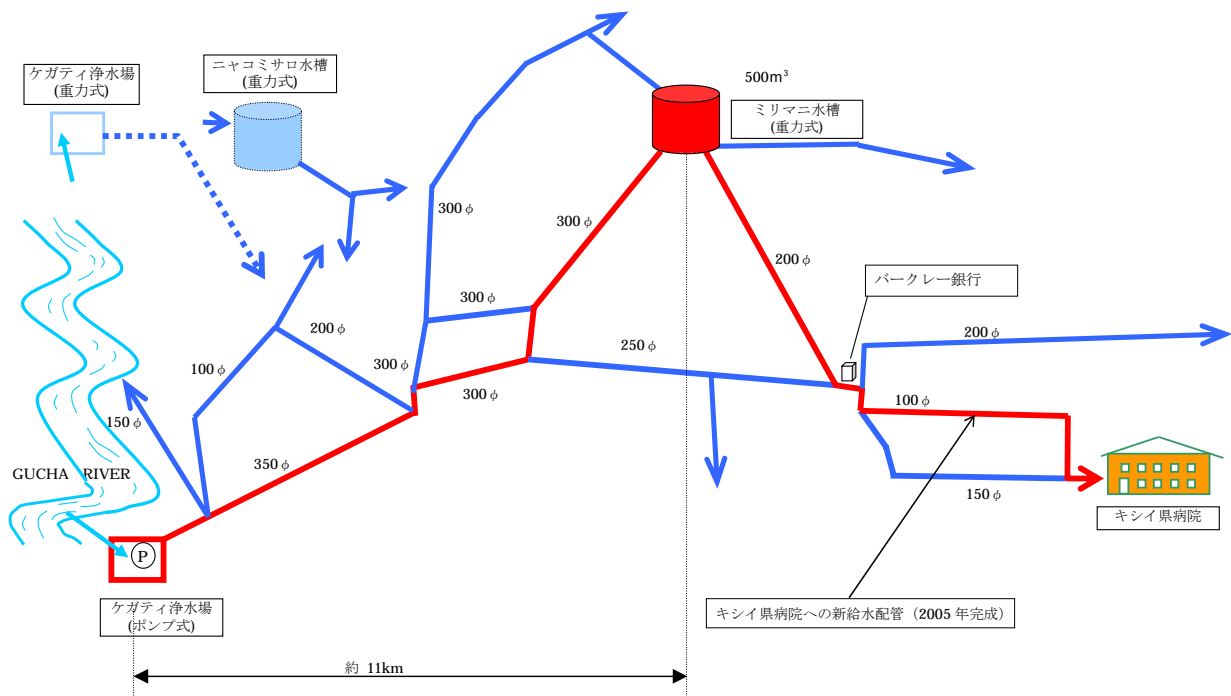 ケガティ浄水場
(重力式)
ニャコミサロ水槽
(重力式)
500m³
ミリマニ水槽
(重力式)
300φ
300φ
200φ
バークレー銀行
300φ
200φ
200φ
250φ
100φ
300φ
300φ
100φ
150φ
350φ
GUCHA RIVER
150φ
キシイ県病院
P
ケガティ浄水場
(ポンプ式)
キシイ県病院への新給水配管（2005年完成）
約 11km